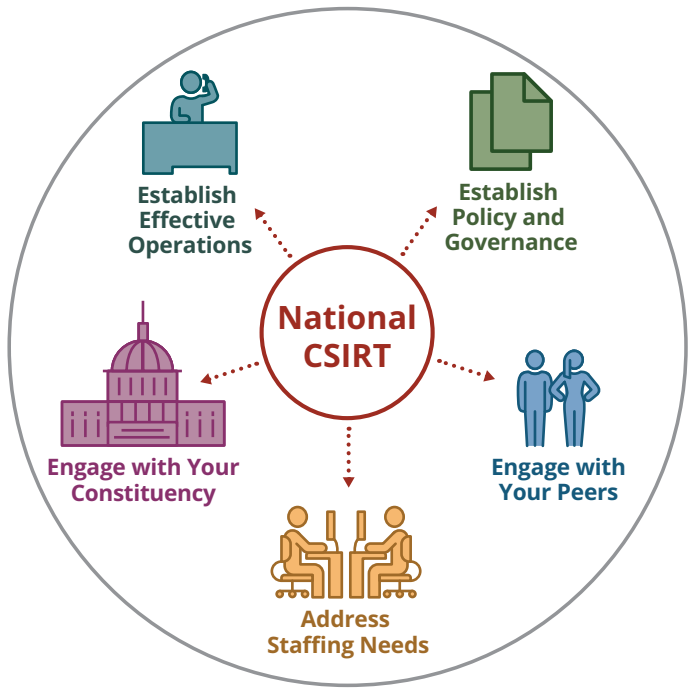 Establish
Effective
Operations
Establish
Policy and
Governance
National
CSIRT
Engage with Your
Constituency
Engage with
Your Peers
Address
Staffing Needs